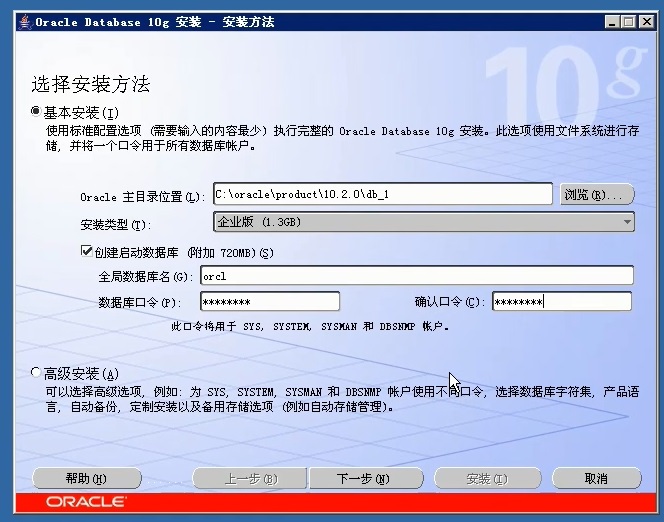 Oracle Database 10g 安装 - 安装方法
10g
选择安装方法
基本安装(I)
使用标准配置选项 (需要输入的内容最少) 执行完整的 Oracle Database 10g 安装。此选项使用文件系统进行存
储, 并将一个口令用于所有数据库帐户。
Oracle 主目录位置(L): C:\oracle\product\10.2.0\db_1 浏览(R)...
安装类型(T): 企业版 (1.3GB)
创建启动数据库 (附加 720MB)(S)
全局数据库名(G): orcl
数据库口令(P): ******** 确认口令(C): ********
此口令将用于 SYS, SYSTEM, SYSMAN 和 DBSNMP 帐户。
高级安装(A)
可以选择高级选项, 例如: 为 SYS, SYSTEM, SYSMAN 和 DBSNMP 帐户使用不同口令, 选择数据库字符集, 产品语
言, 自动备份, 定制安装以及备用存储选项 (例如自动存储管理)。
帮助(H) 上一步(B) 下一步(N) 安装(I) 取消
ORACLE